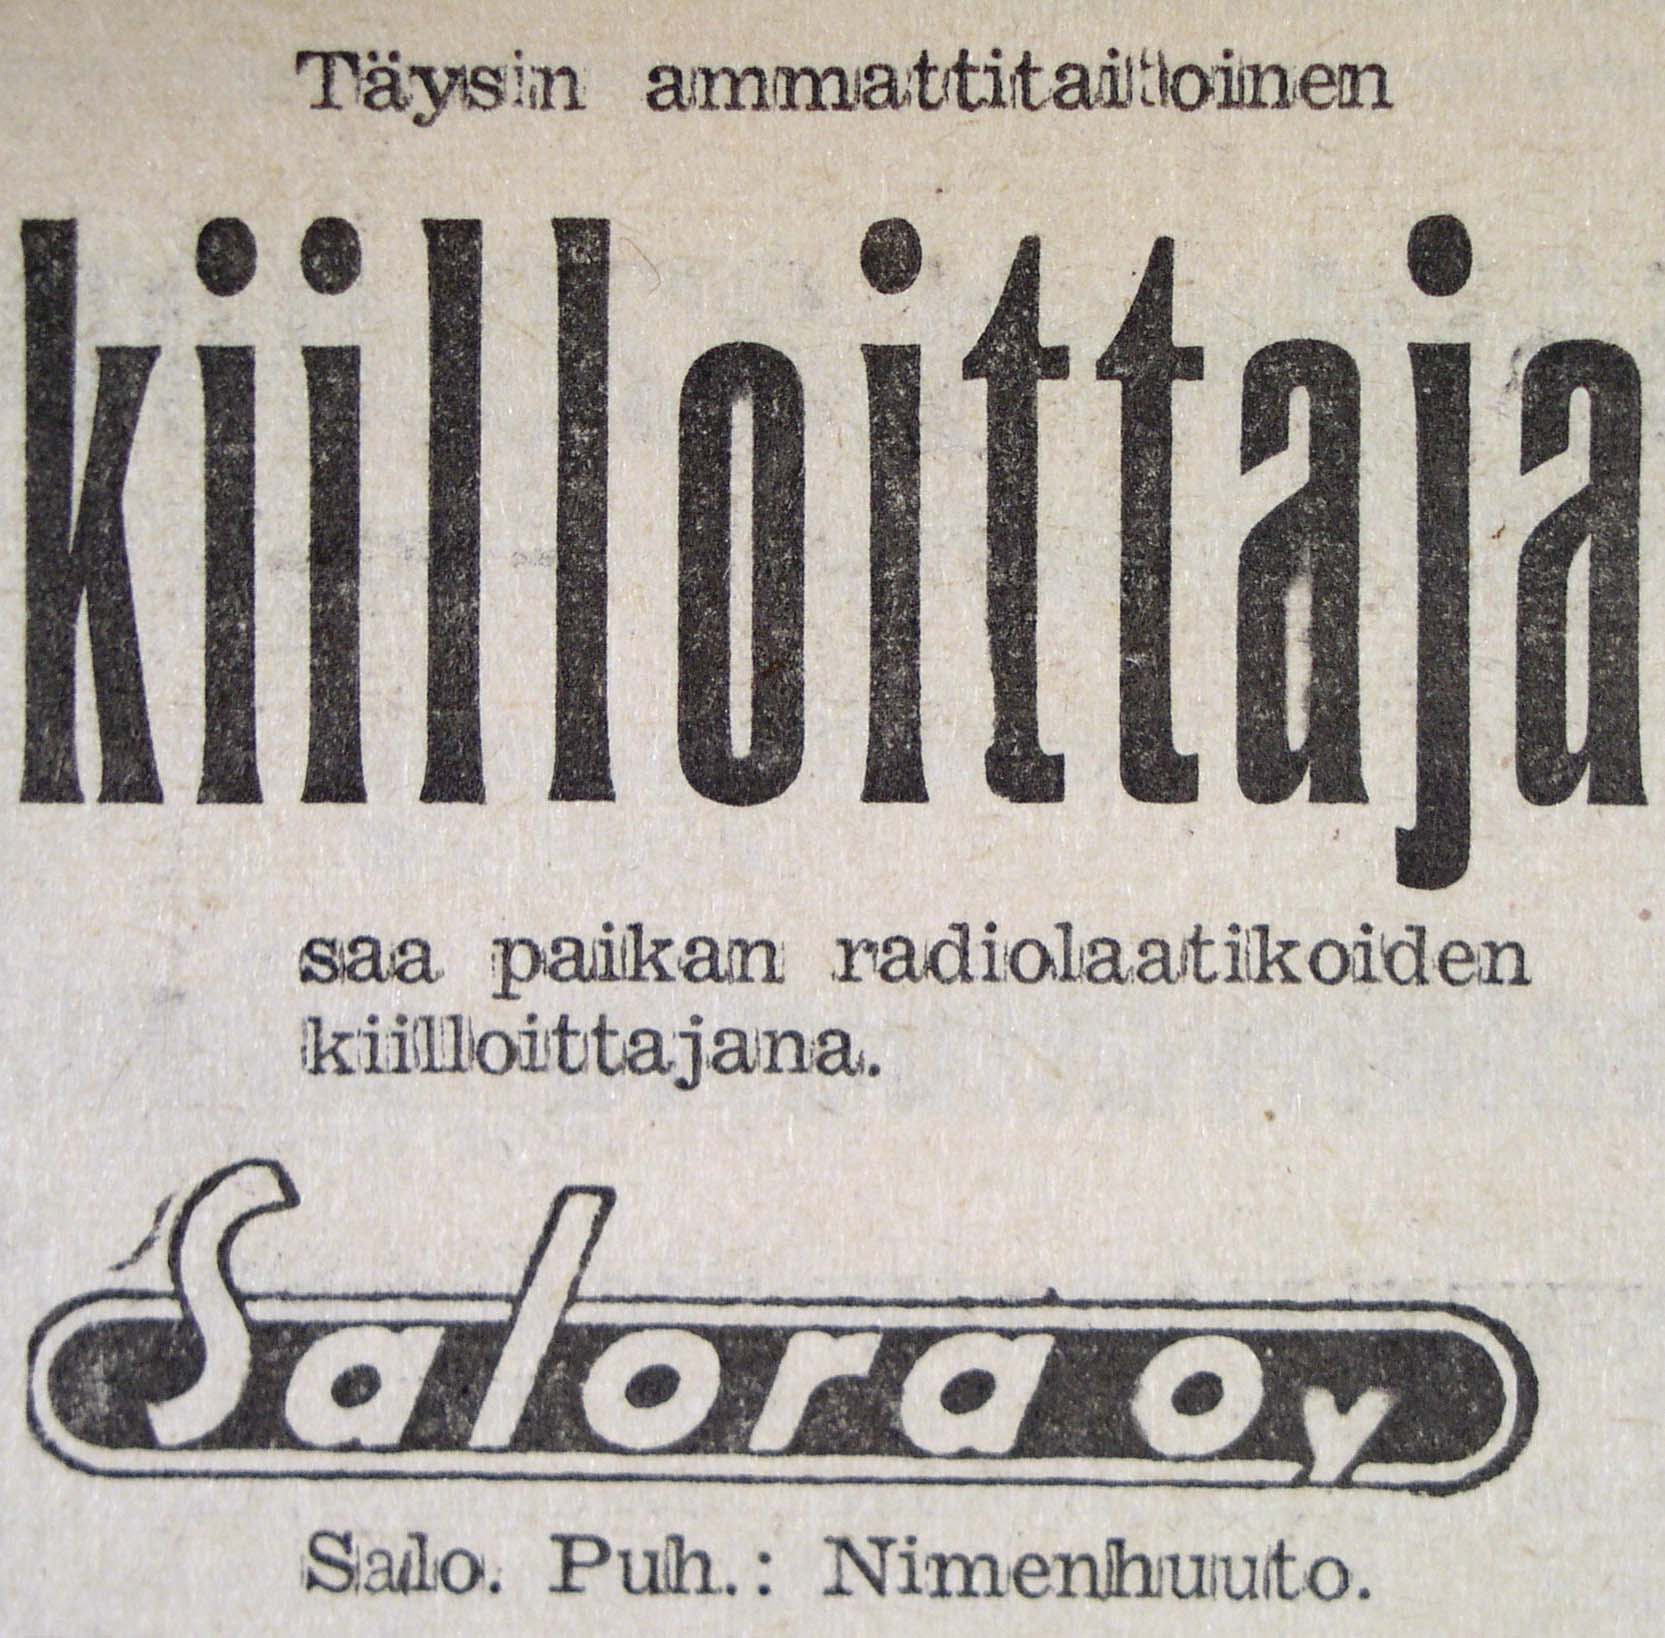 Täysin ammattitaitoinen
kiilloittaja
saa paikan radiolaatikoiden
kiilloittajana.
Salora oy
Salo. Puh.: Nimenhuuto.